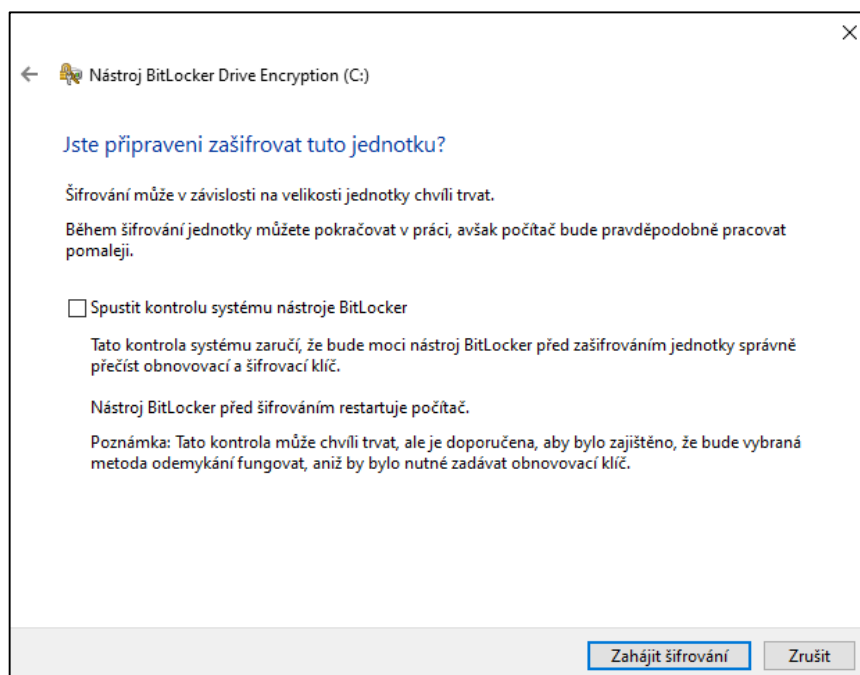 Nástroj BitLocker Drive Encryption (C:)
Jste připraveni zašifrovat tuto jednotku?
Šifrování může v závislosti na velikosti jednotky chvíli trvat.
Během šifrování jednotky můžete pokračovat v práci, avšak počítač bude pravděpodobně pracovat
pomaleji.
Spustit kontrolu systému nástroje BitLocker
Tato kontrola systému zaručí, že bude moci nástroj BitLocker před zašifrováním jednotky správně
přečíst obnovovací a šifrovací klíč.
Nástroj BitLocker před šifrováním restartuje počítač.
Poznámka: Tato kontrola může chvíli trvat, ale je doporučena, aby bylo zajištěno, že bude vybraná
metoda odemykání fungovat, aniž by bylo nutné zadávat obnovovací klíč.
Zahájit šifrování
Zrušit